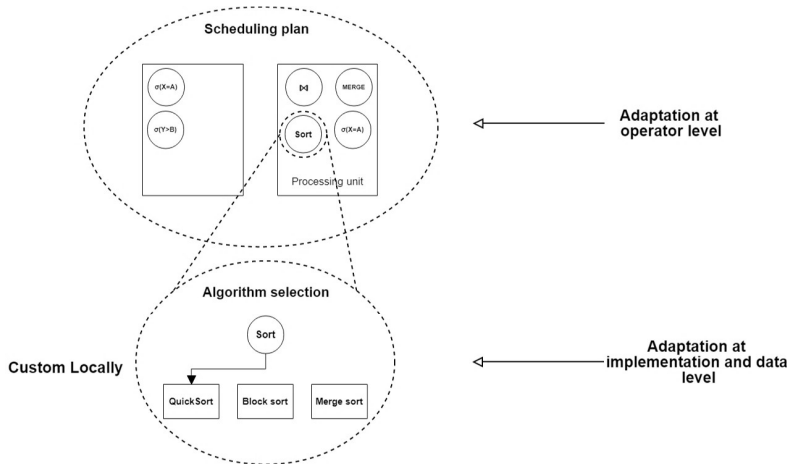 Scheduling plan
σ(X=A)
σ(Y>B)
⋈
MERGE
Sort
σ(X=A)
Processing unit
Adaptation at
operator level
Algorithm selection
Sort
QuickSort
Block sort
Merge sort
Custom Locally
Adaptation at
implementation and data
level